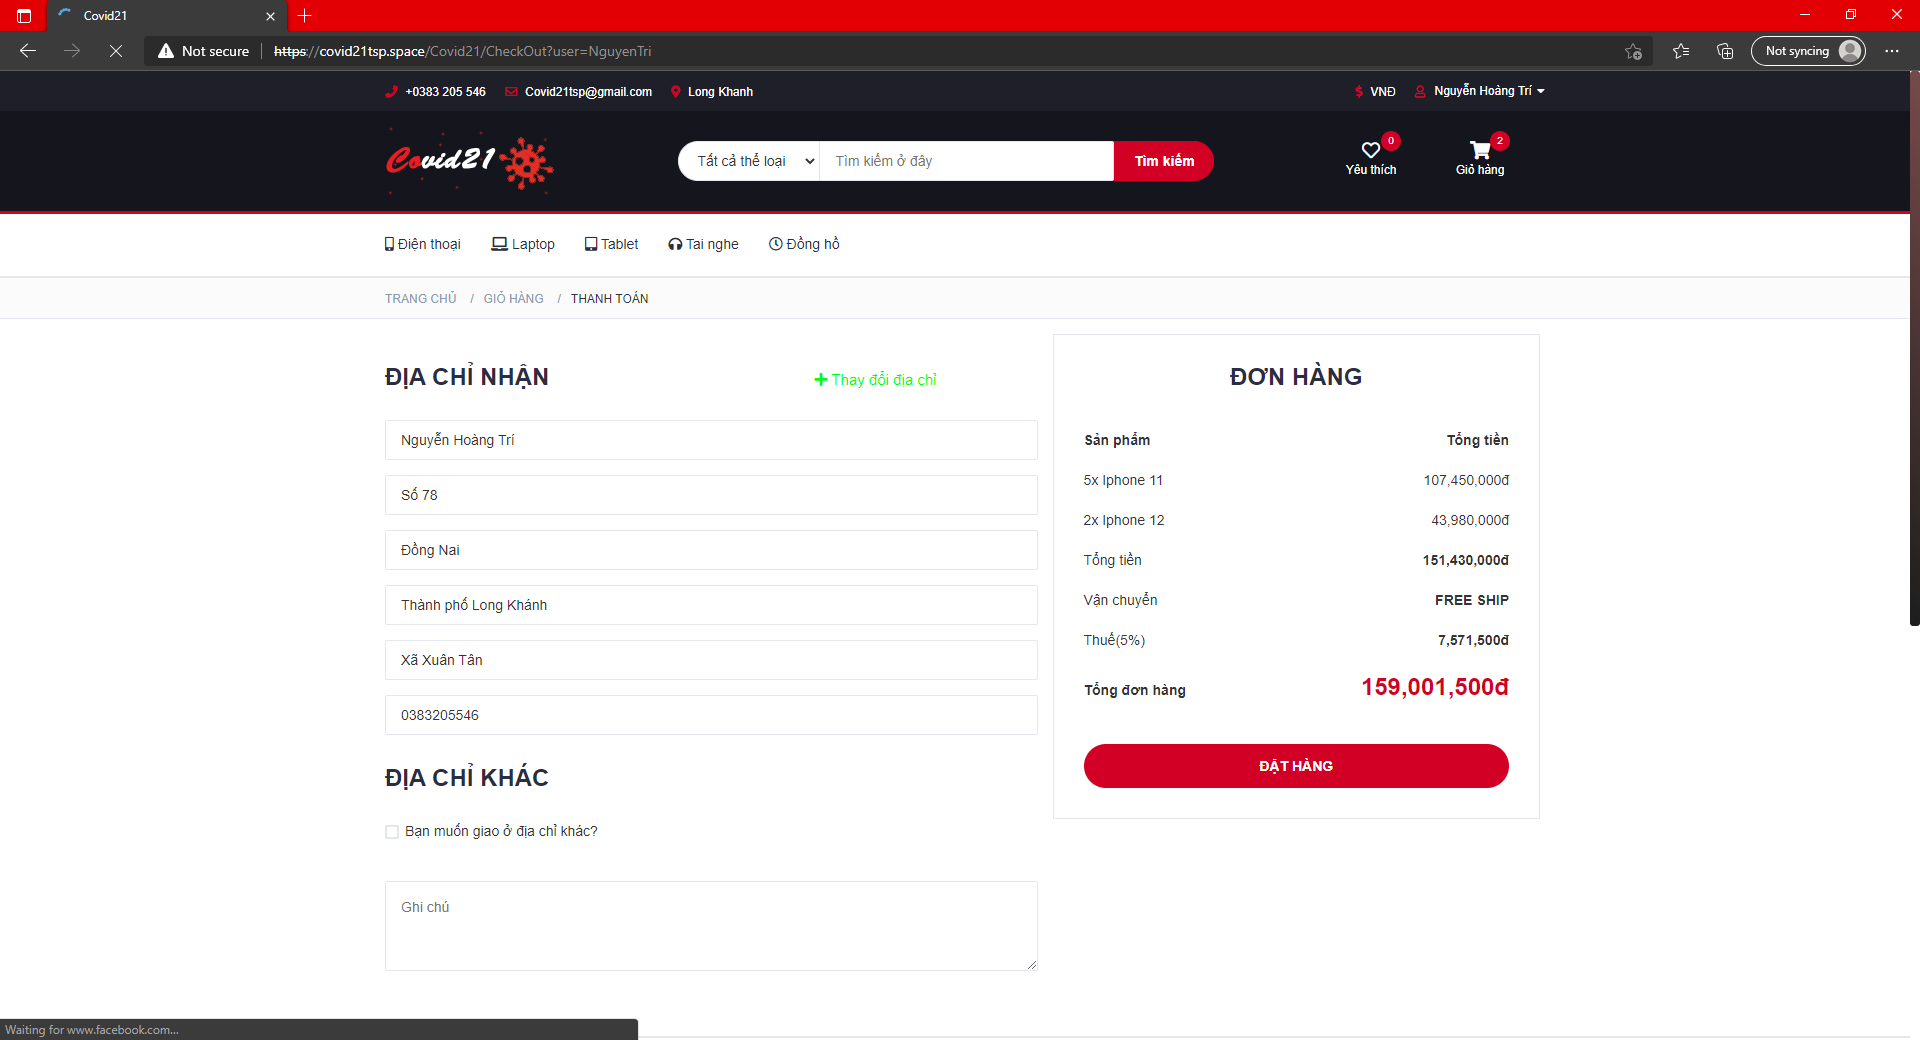 Covid21
Not secure https://covid21tsp.space/Covid21/CheckOut?user=NguyenTri Not syncing
+0383 205 546 Covid21tsp@gmail.com Long Khanh $ VNĐ Nguyễn Hoàng Trí
Covid21 Tất cả thể loại Tìm kiếm ở đây Tìm kiếm 0 Yêu thích 2 Giỏ hàng
Điện thoại Laptop Tablet Tai nghe Đồng hồ
TRANG CHỦ / GIỎ HÀNG / THANH TOÁN
ĐỊA CHỈ NHẬN Thay đổi địa chỉ
Nguyễn Hoàng Trí
Số 78
Đồng Nai
Thành phố Long Khánh
Xã Xuân Tân
0383205546
ĐỊA CHỈ KHÁC
Bạn muốn giao ở địa chỉ khác?
Ghi chú
ĐƠN HÀNG
Sản phẩm Tổng tiền
5x Iphone 11 107,450,000đ
2x Iphone 12 43,980,000đ
Tổng tiền 151,430,000đ
Vận chuyển FREE SHIP
Thuế(5%) 7,571,500đ
Tổng đơn hàng 159,001,500đ
ĐẶT HÀNG
Waiting for www.facebook.com...